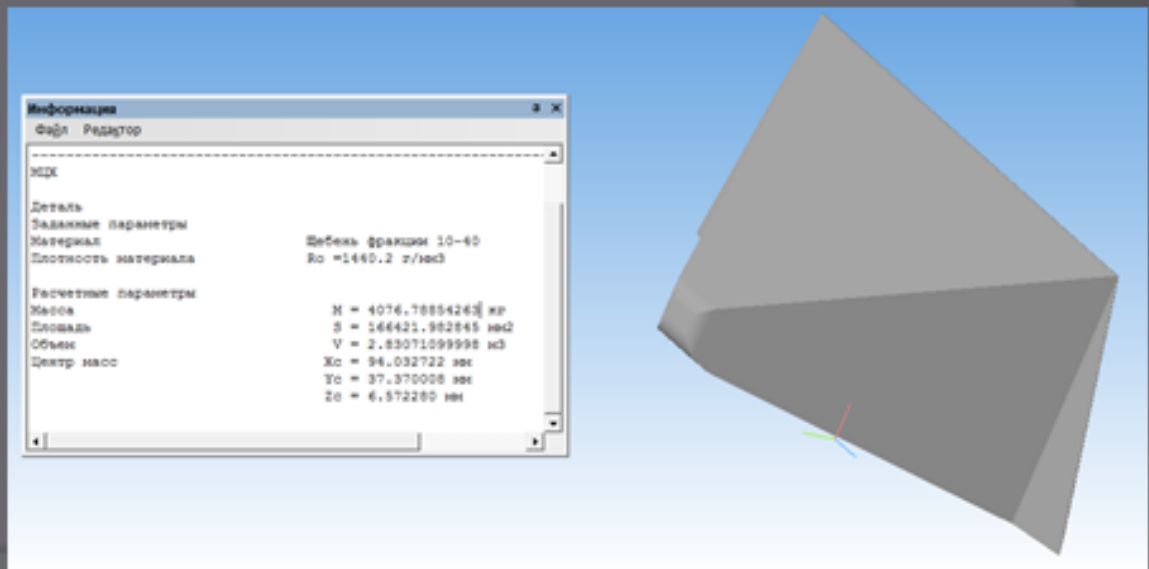 Информация
Файл Редактор
МЦХ
Деталь
Заданные параметры
Материал Щебень фракции 10-40
Плотность материала Ro =1440.2 г/мм3
Расчетные параметры
Масса M = 4076.78854263 кг
Площадь S = 166421.982845 мм2
Объем V = 2.83071099998 м3
Центр масс Xc = 94.032722 мм
Yc = 37.370008 мм
Zc = 6.572280 мм